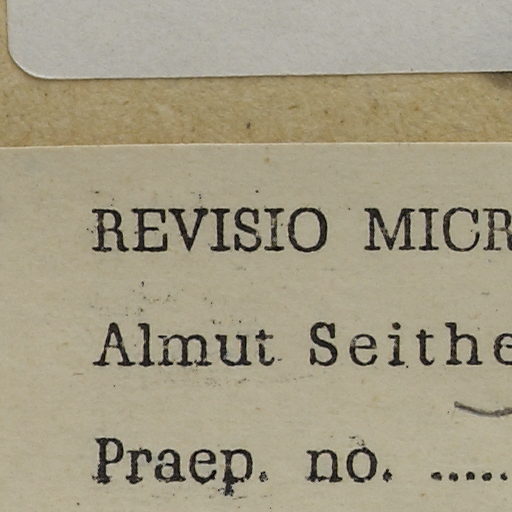 REVISIO MICR
Almut Seithe
Praep. no. .....